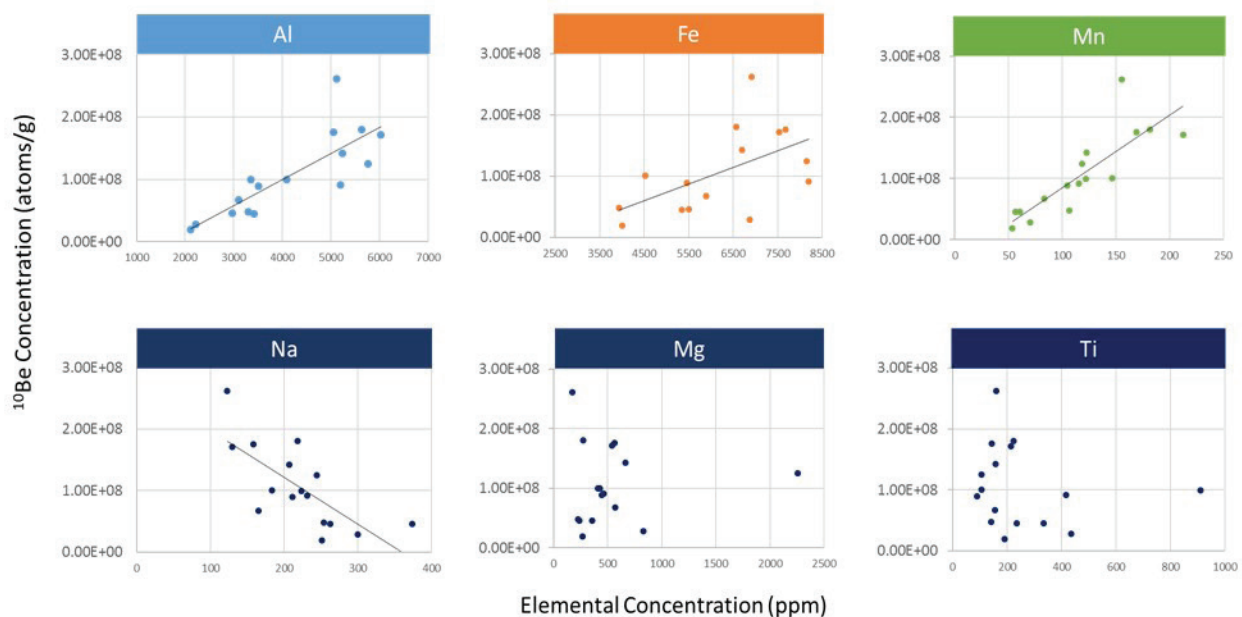 Al
Fe
Mn
3.00E+08
2.00E+08
1.00E+08
0.00E+00
1000 2000 3000 4000 5000 6000 7000
3.00E+08
2.00E+08
1.00E+08
0.00E+00
2500 3500 4500 5500 6500 7500 8500
3.00E+08
2.00E+08
1.00E+08
0.00E+00
0 50 100 150 200 250
¹⁰Be Concentration (atoms/g)
Na
Mg
Ti
3.00E+08
2.00E+08
1.00E+08
0.00E+00
0 100 200 300 400
3.00E+08
2.00E+08
1.00E+08
0.00E+00
0 500 1000 1500 2000 2500
3.00E+08
2.00E+08
1.00E+08
0.00E+00
0 200 400 600 800 1000
Elemental Concentration (ppm)